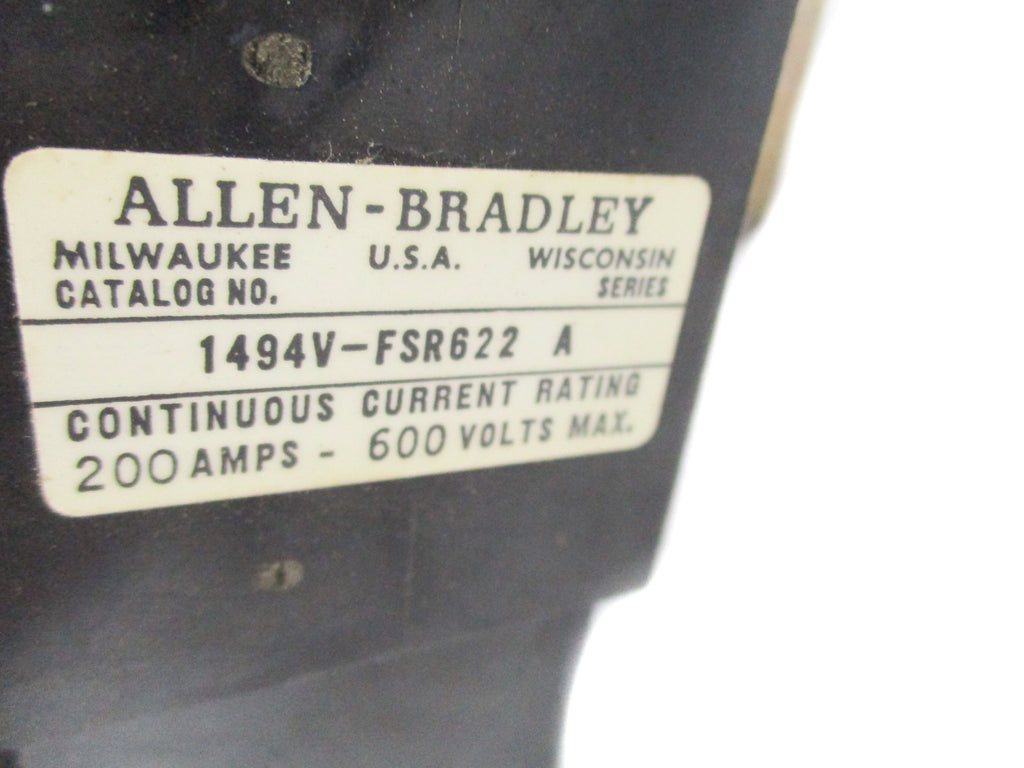 ALLEN-BRADLEY
MILWAUKEE U.S.A. WISCONSIN
CATALOG NO. SERIES
1494V-FSR622 A
CONTINUOUS CURRENT RATING
200 AMPS - 600 VOLTS MAX.